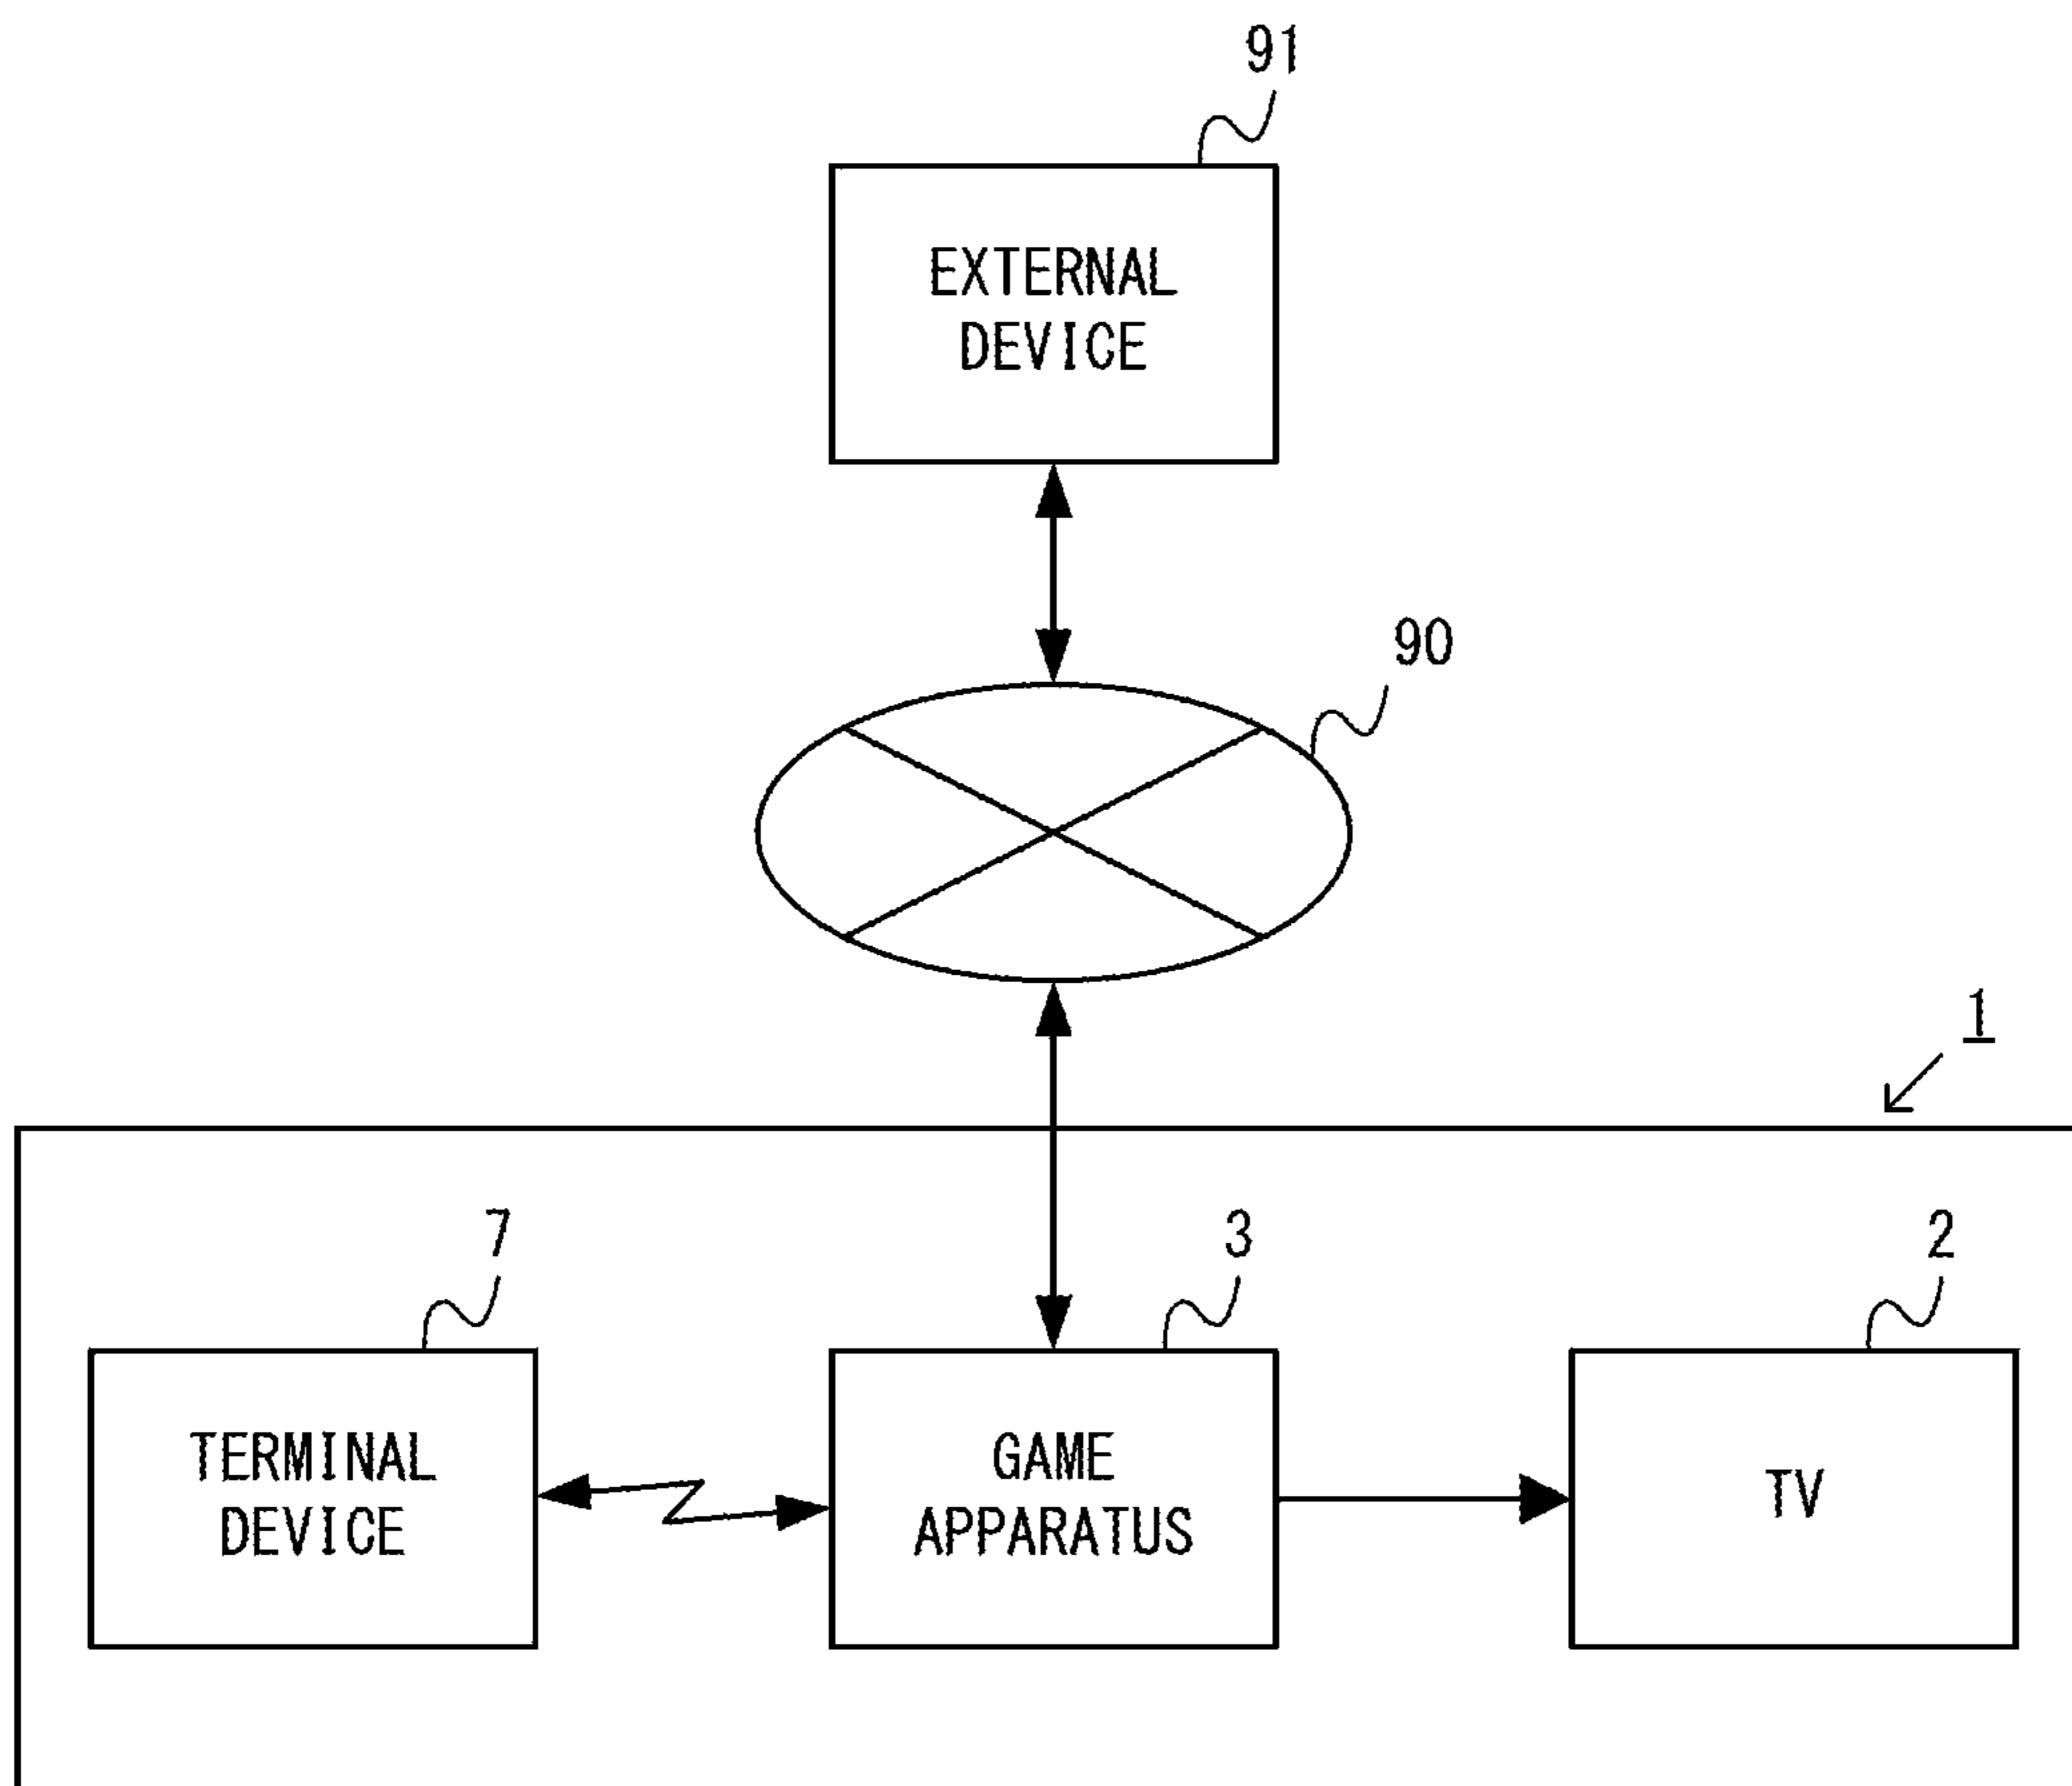 91
EXTERNAL
DEVICE
90
1
7
3
2
TERMINAL
DEVICE
GAME
APPARATUS
TV